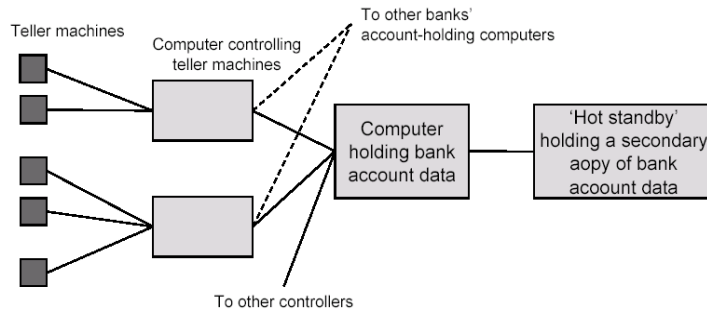 Teller machines
Computer controlling
teller machines
To other banks'
account-holding computers
Computer
holding bank
account data
'Hot standby'
holding a secondary
aopy of bank
account data
To other controllers